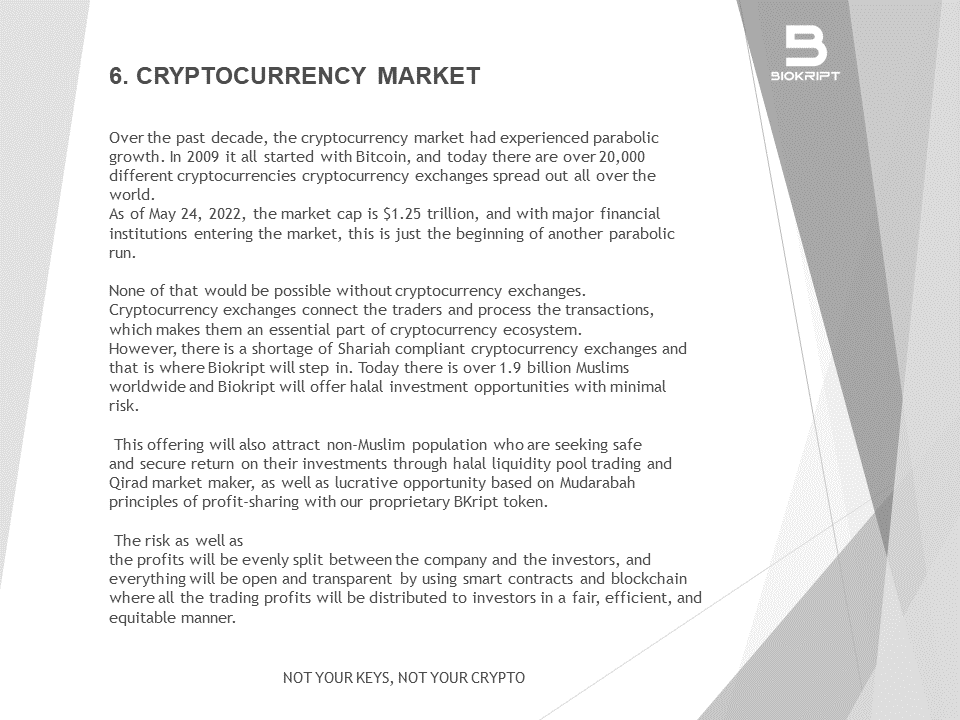 BIOKRIPT
6. CRYPTOCURRENCY MARKET
Over the past decade, the cryptocurrency market had experienced parabolic
growth. In 2009 it all started with Bitcoin, and today there are over 20,000
different cryptocurrencies cryptocurrency exchanges spread out all over the
world.
As of May 24, 2022, the market cap is $1.25 trillion, and with major financial
institutions entering the market, this is just the beginning of another parabolic
run.
None of that would be possible without cryptocurrency exchanges.
Cryptocurrency exchanges connect the traders and process the transactions,
which makes them an essential part of cryptocurrency ecosystem.
However, there is a shortage of Shariah compliant cryptocurrency exchanges and
that is where Biokript will step in. Today there is over 1.9 billion Muslims
worldwide and Biokript will offer halal investment opportunities with minimal
risk.
This offering will also attract non-Muslim population who are seeking safe
and secure return on their investments through halal liquidity pool trading and
Qirad market maker, as well as lucrative opportunity based on Mudarabah
principles of profit-sharing with our proprietary BKript token.
The risk as well as
the profits will be evenly split between the company and the investors, and
everything will be open and transparent by using smart contracts and blockchain
where all the trading profits will be distributed to investors in a fair, efficient, and
equitable manner.
NOT YOUR KEYS, NOT YOUR CRYPTO